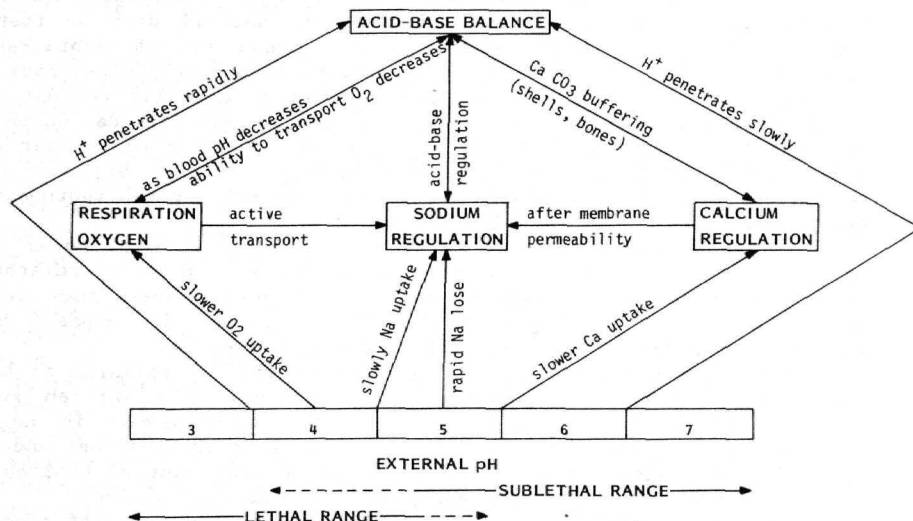 ACID-BASE BALANCE
H+ penetrates rapidly
as blood pH decreases
ability to transport O2 decreases
acid-base
regulation
Ca CO3 buffering
(shells, bones)
H+ penetrates slowly
RESPIRATION
OXYGEN
active
transport
SODIUM
REGULATION
after membrane
permeability
CALCIUM
REGULATION
slower O2 uptake
slowly Na uptake
rapid Na lose
slower Ca uptake
3 4 5 6 7
EXTERNAL pH
SUBLETHAL RANGE
LETHAL RANGE